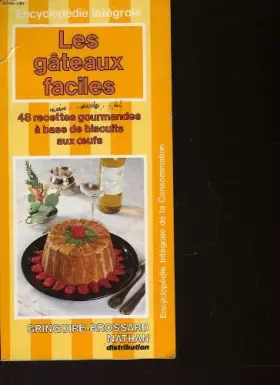 Encyclopédie Intégrale
Les
gâteaux
faciles
48 recettes gourmandes
à base de biscuits
aux œufs
GRINGOIRE-BROSSARD
NATHAN
distribution
Encyclopédie Intégrale de la Consommation